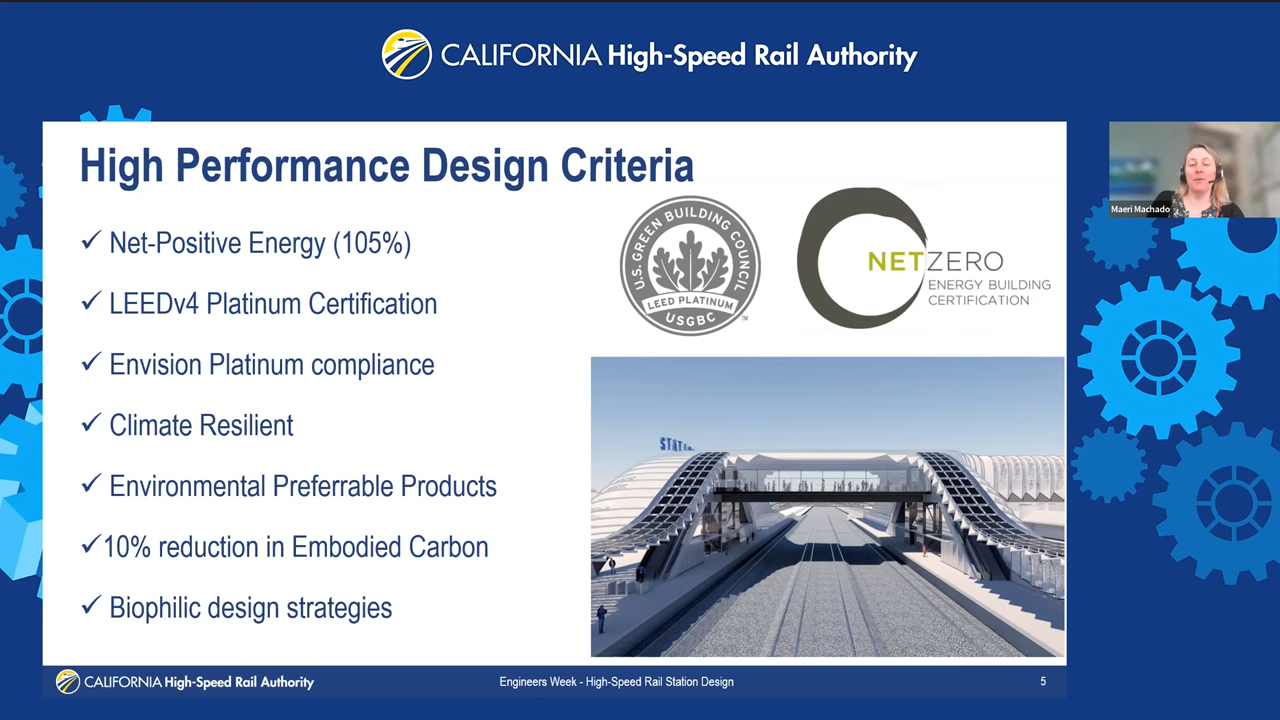 CALIFORNIA High-Speed Rail Authority
High Performance Design Criteria
Net-Positive Energy (105%)
LEEDv4 Platinum Certification
Envision Platinum compliance
Climate Resilient
Environmental Preferrable Products
10% reduction in Embodied Carbon
Biophilic design strategies
U.S. GREEN BUILDING COUNCIL
LEED PLATINUM
USGBC
TM
NETZERO
ENERGY BUILDING
CERTIFICATION
Maeri Machado
CALIFORNIA High-Speed Rail Authority
Engineers Week - High-Speed Rail Station Design
5